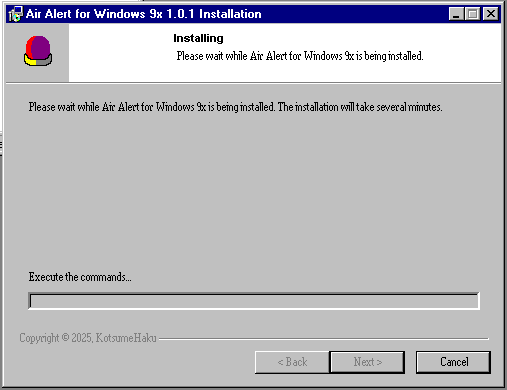 Air Alert for Windows 9x 1.0.1 Installation
Installing
Please wait while Air Alert for Windows 9x is being installed.
Please wait while Air Alert for Windows 9x is being installed. The installation will take several minutes.
Execute the commands...
Copyright © 2025, KotsumeHaku
< Back Next > Cancel